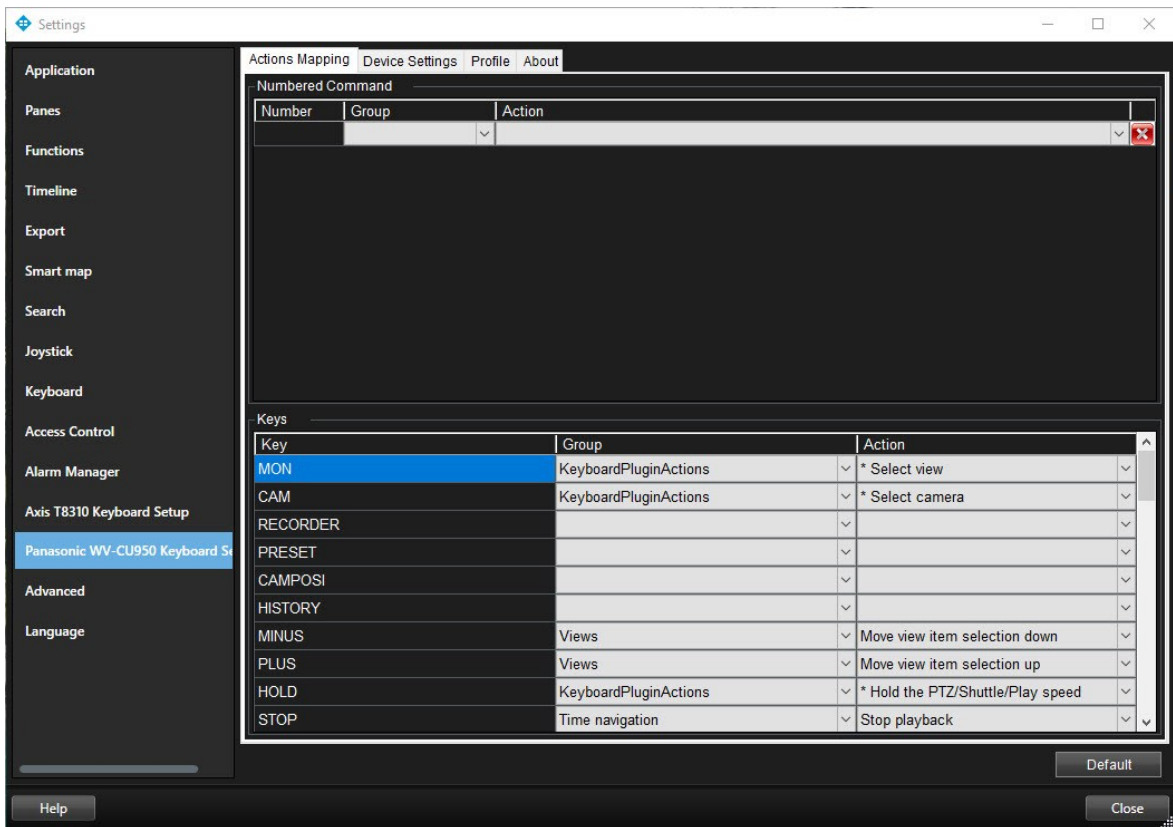 Settings
Application
Panes
Functions
Timeline
Export
Smart map
Search
Joystick
Keyboard
Access Control
Alarm Manager
Axis T8310 Keyboard Setup
Panasonic WV-CU950 Keyboard Se
Advanced
Language
Actions Mapping Device Settings Profile About
Numbered Command
Number Group Action
Keys
Key Group Action
MON KeyboardPluginActions * Select view
CAM KeyboardPluginActions * Select camera
RECORDER
PRESET
CAMPOSI
HISTORY
MINUS Views Move view item selection down
PLUS Views Move view item selection up
HOLD KeyboardPluginActions * Hold the PTZ/Shuttle/Play speed
STOP Time navigation Stop playback
Default
Help Close